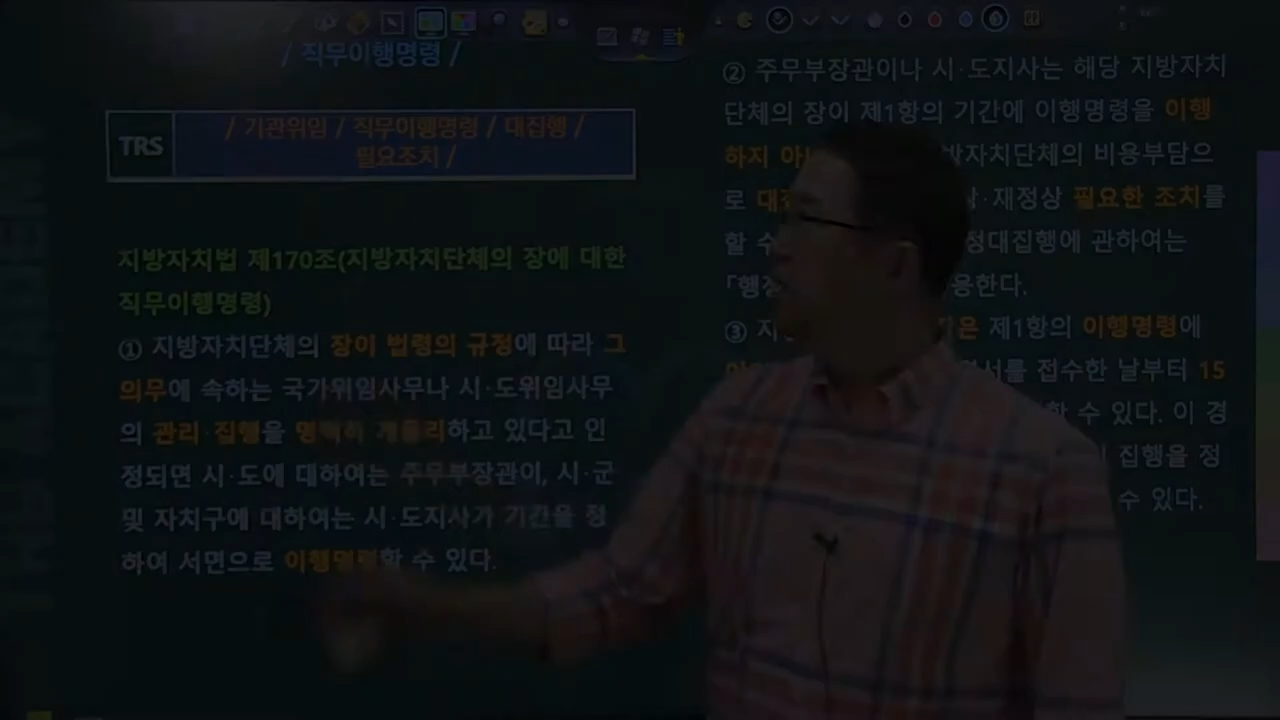 / 직무이행명령 /
TRS
/ 기관위임 / 직무이행명령 / 대집행 /
필요조치 /
지방자치법 제170조(지방자치단체의 장에 대한
직무이행명령)
① 지방자치단체의 장이 법령의 규정에 따라 그
의무에 속하는 국가위임사무나 시·도위임사무
의 관리·집행을 명백히 게을리하고 있다고 인
정되면 시·도에 대하여는 주무부장관이, 시·군
및 자치구에 대하여는 시·도지사가 기간을 정
하여 서면으로 이행명령할 수 있다.
② 주무부장관이나 시·도지사는 해당 지방자치
단체의 장이 제1항의 기간에 이행명령을 이행
하지 방자치단체의 비용부담으
로 ·재정상 필요한 조치를
할 수 정대집행에 관하여는
「행정 용한다.
③ 은 제1항의 이행명령에
서를 접수한 날부터 15
할 수 있다. 이 경
집행을 정
수 있다.